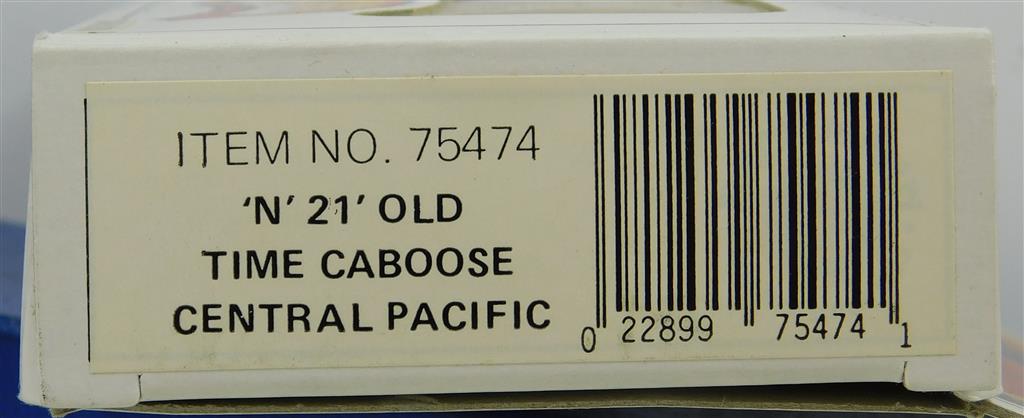 ITEM NO. 75474
'N' 21' OLD
TIME CABOOSE
CENTRAL PACIFIC
0 22899 75474 1